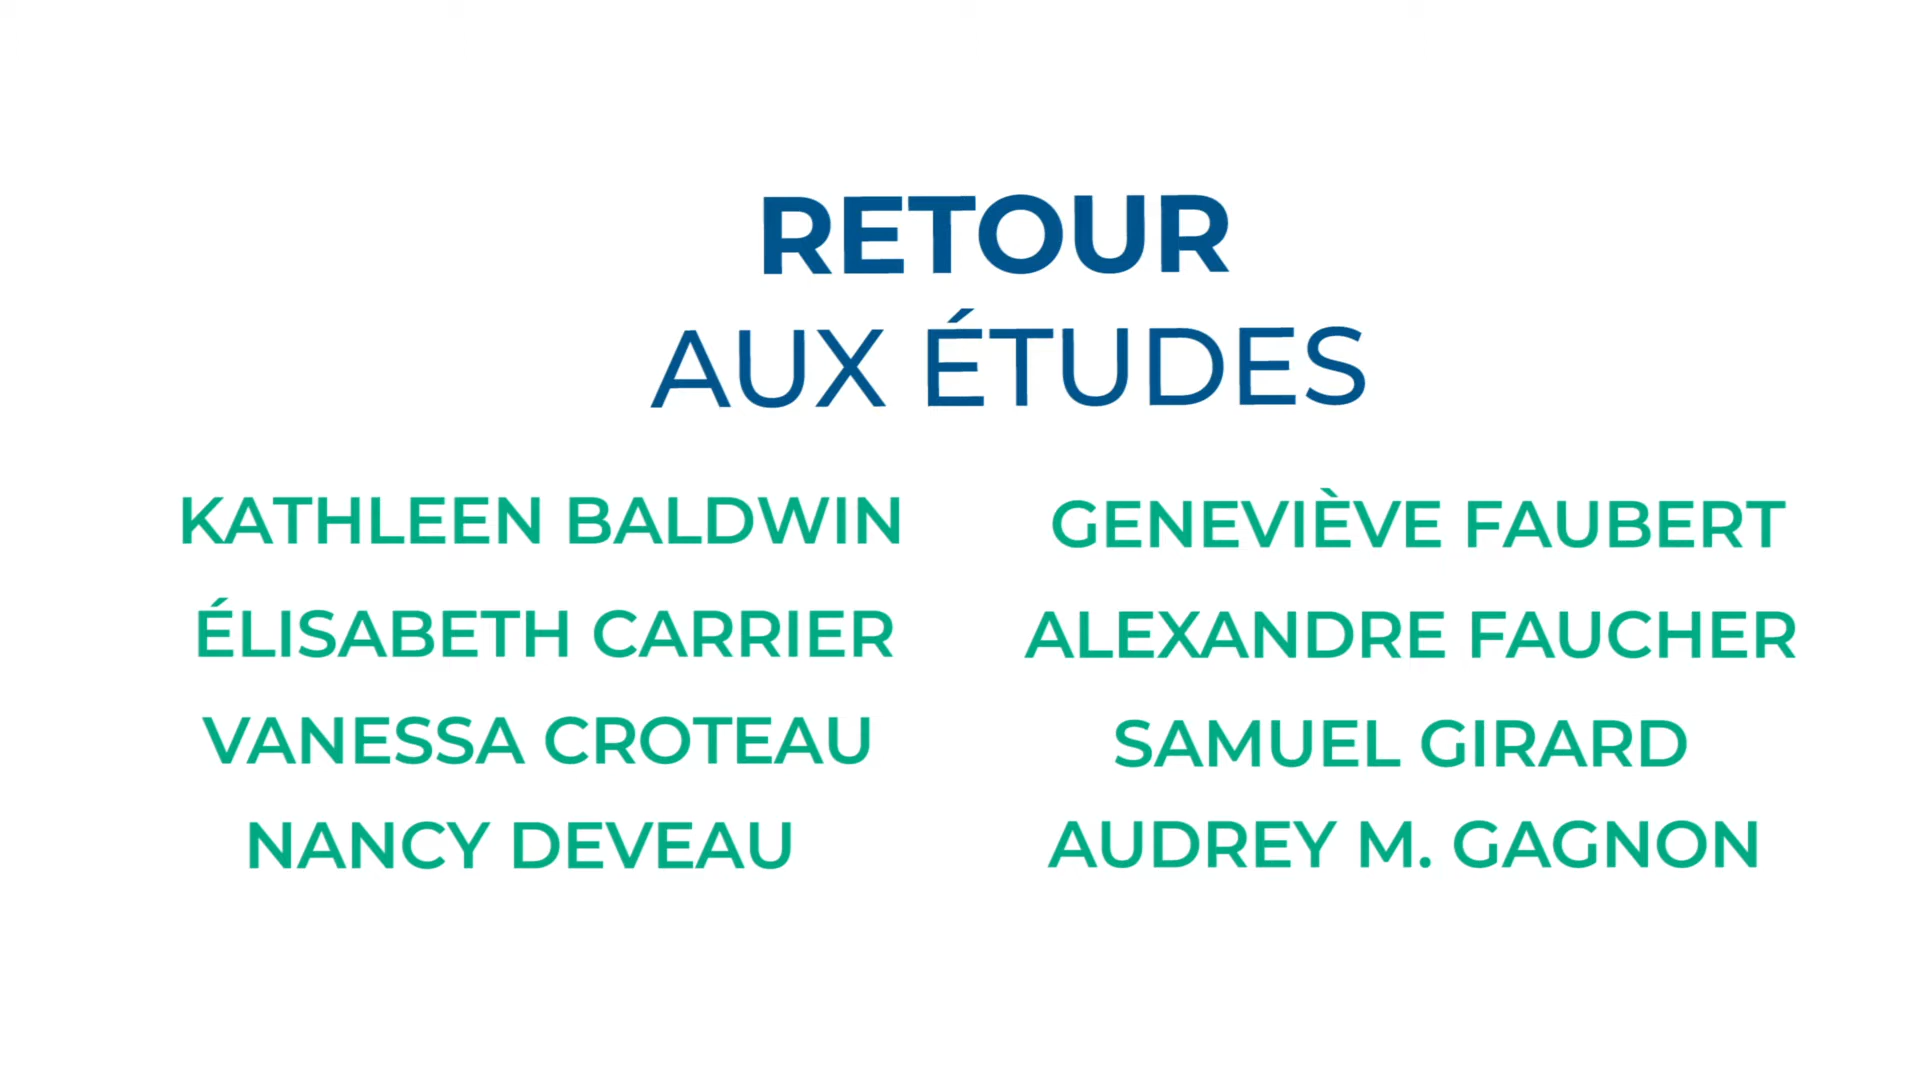 RETOUR
AUX ÉTUDES
KATHLEEN BALDWIN
ÉLISABETH CARRIER
VANESSA CROTEAU
NANCY DEVEAU
GENEVIÈVE FAUBERT
ALEXANDRE FAUCHER
SAMUEL GIRARD
AUDREY M. GAGNON